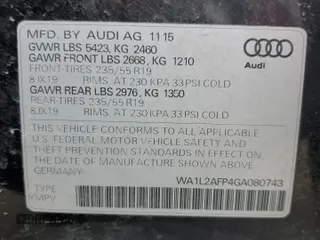 MFD. BY AUDI AG 11 15
GVWR LBS 5423, KG 2460
GAWR FRONT LBS 2668, KG 1210
FRONT-TIRES 235/55 R19
8JX19 RIMS, AT 230 KPA 33 PSI COLD
GAWR REAR LBS 2976, KG 1350
REAR-TIRES 235/55 R19
8JX19 RIMS, AT 230 KPA 33 PSI COLD
Audi
THIS VEHICLE CONFORMS TO ALL APPLICABLE
U.S. FEDERAL MOTOR VEHICLE SAFETY AND
THEFT PREVENTION STANDARDS IN EFFECT ON
THE DATE OF MANUFACTURE SHOWN ABOVE
GERMANY
WA1L2AFP4GA080743
TYPE
MPV